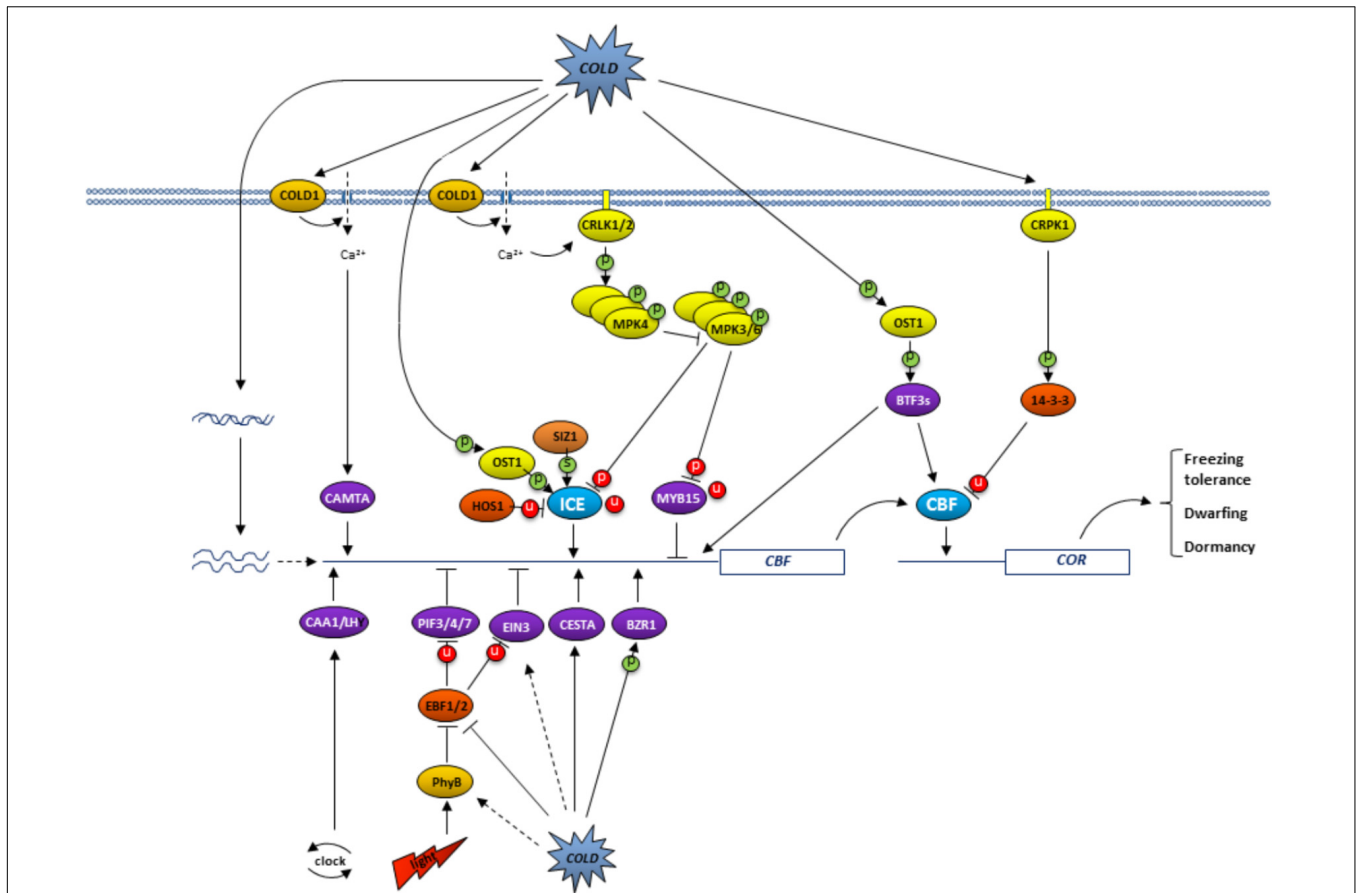 COLD
COLD1
COLD1
CRLK1/2
CRPK1
Ca²⁺
Ca²⁺
p
p
p
MPK4
p
p
p
MPK3/6
p
OST1
p
p
BTF3s
14-3-3
p
OST1
SIZ1
s
p
p
u
p
u
HOS1
u
ICE
MYB15
CAMTA
u
CBF
Freezing
tolerance
Dwarfing
Dormancy
CBF
COR
CAA1/LHY
PIF3/4/7
EIN3
CESTA
BZR1
u
u
p
EBF1/2
PhyB
clock
light
COLD